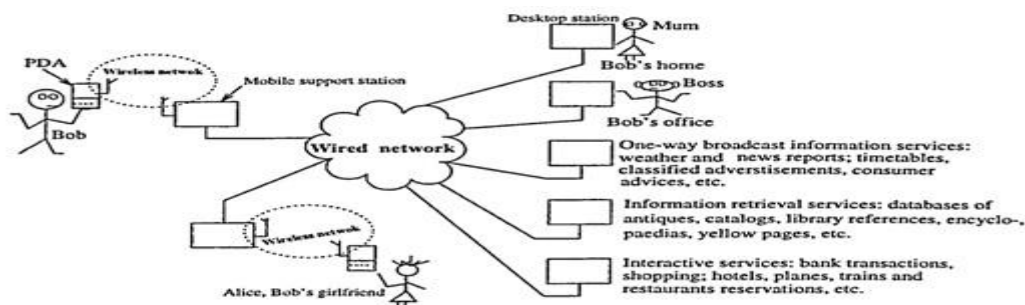 Desktop station
Mum
Bob's home
PDA
Wireless netwok
Mobile support station
Boss
Bob's office
Bob
Wired network
One-way broadcast information services:
weather and news reports; timetables,
classified adverstisements, consumer
advices, etc.
Information retrieval services: databases of
antiques, catalogs, library references, encyclo-,
paedias, yellow pages, etc.
Wireless netwok
Interactive services: bank transactions,
shopping; hotels, planes, trains and
restaurants reservations, etc.
Alice, Bob's girlfriend